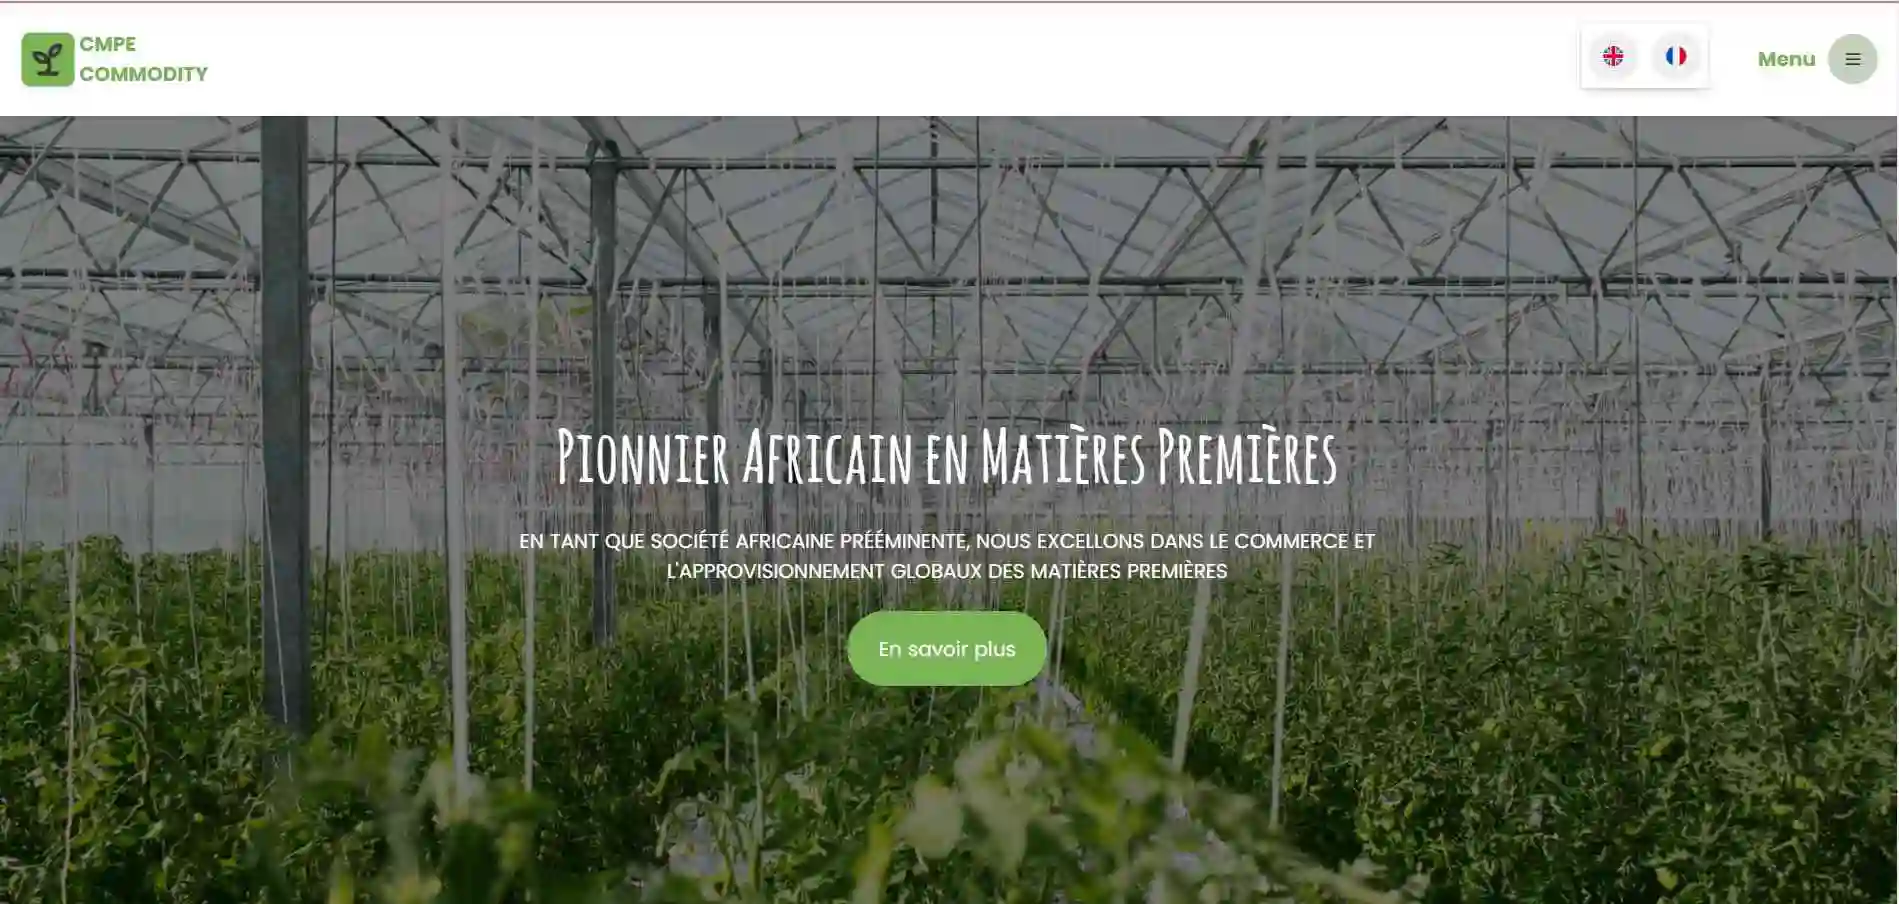 CMPE
COMMODITY
Menu
Pionnier Africain en Matières Premières
EN TANT QUE SOCIÉTÉ AFRICAINE PRÉÉMINENTE, NOUS EXCELLONS DANS LE COMMERCE ET
L'APPROVISIONNEMENT GLOBAUX DES MATIÈRES PREMIÈRES
En savoir plus